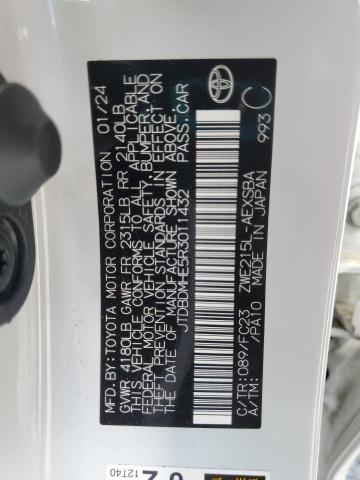 MFD.BY:TOYOTA MOTOR CORPORATION 01/24
GVWR 4180LB GAWR FR 2315LB RR 2140LB
THIS VEHICLE CONFORMS TO ALL APPLICABLE
FEDERAL MOTOR VEHICLE SAFETY, BUMPER, AND
THEFT PREVENTION STANDARDS IN EFFECT ON
THE DATE OF MANUFACTURE SHOWN ABOVE.
JTDBDMHE5R3011432 PASS.CAR
993
C
ZWE215L-AEXSBA
C/TR:089/FC23 MADE IN JAPAN
A/TM: /PA10
12T40